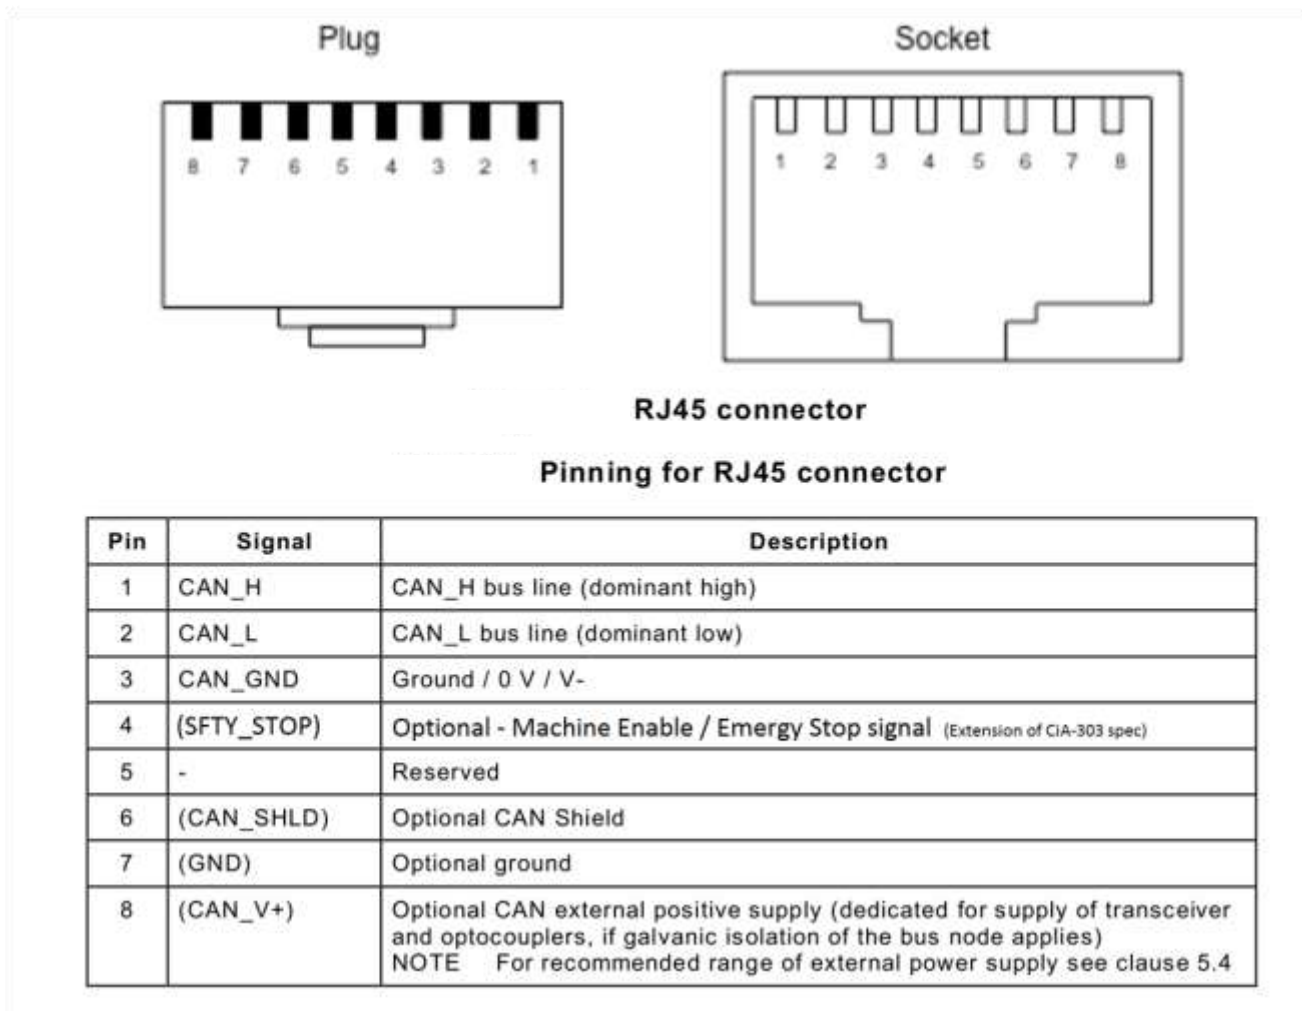 Plug Socket
8 7 6 5 4 3 2 1
1 2 3 4 5 6 7 8
RJ45 connector
Pinning for RJ45 connector
Pin Signal Description
1 CAN_H CAN_H bus line (dominant high)
2 CAN_L CAN_L bus line (dominant low)
3 CAN_GND Ground / 0 V / V-
4 (SFTY_STOP) Optional - Machine Enable / Emergy Stop signal (Extension of CiA-303 spec)
5 - Reserved
6 (CAN_SHLD) Optional CAN Shield
7 (GND) Optional ground
8 (CAN_V+) Optional CAN external positive supply (dedicated for supply of transceiver
and optocouplers, if galvanic isolation of the bus node applies)
NOTE For recommended range of external power supply see clause 5.4